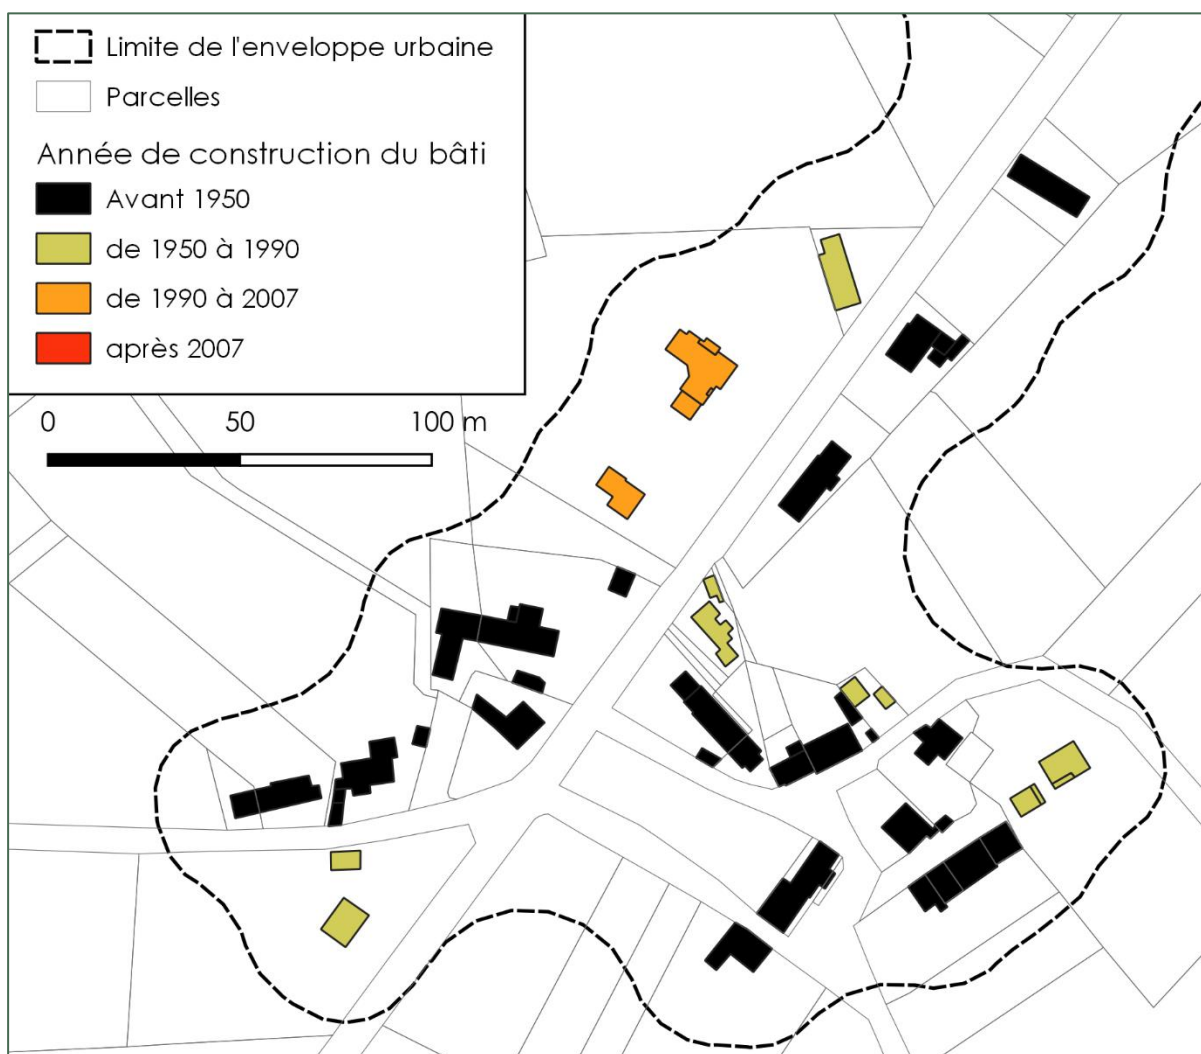 Limite de l'enveloppe urbaine
Parcelles
Année de construction du bâti
Avant 1950
de 1950 à 1990
de 1990 à 2007
après 2007
0 50 100 m